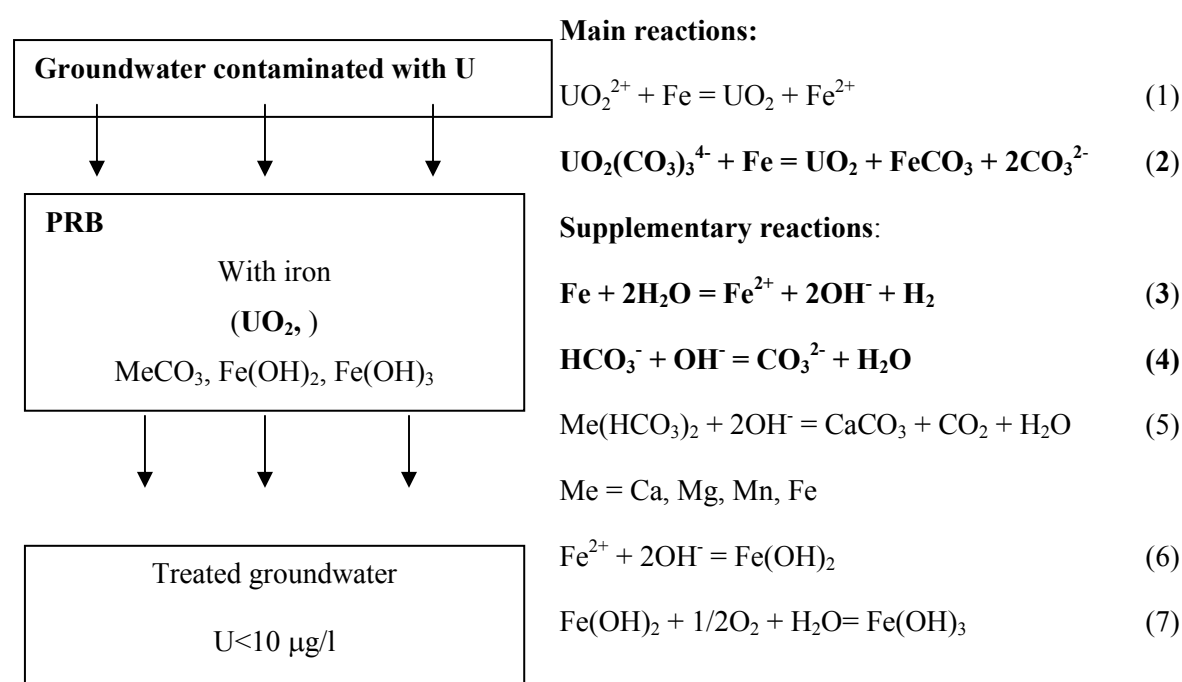 Groundwater contaminated with U
PRB
With iron
(UO₂, )
MeCO₃, Fe(OH)₂, Fe(OH)₃
Treated groundwater
U<10 μg/l
Main reactions:
UO₂²⁺ + Fe = UO₂ + Fe²⁺ (1)
UO₂(CO₃)₃⁴⁻ + Fe = UO₂ + FeCO₃ + 2CO₃²⁻ (2)
Supplementary reactions:
Fe + 2H₂O = Fe²⁺ + 2OH⁻ + H₂ (3)
HCO₃⁻ + OH⁻ = CO₃²⁻ + H₂O (4)
Me(HCO₃)₂ + 2OH⁻ = CaCO₃ + CO₂ + H₂O (5)
Me = Ca, Mg, Mn, Fe
Fe²⁺ + 2OH⁻ = Fe(OH)₂ (6)
Fe(OH)₂ + 1/2O₂ + H₂O= Fe(OH)₃ (7)